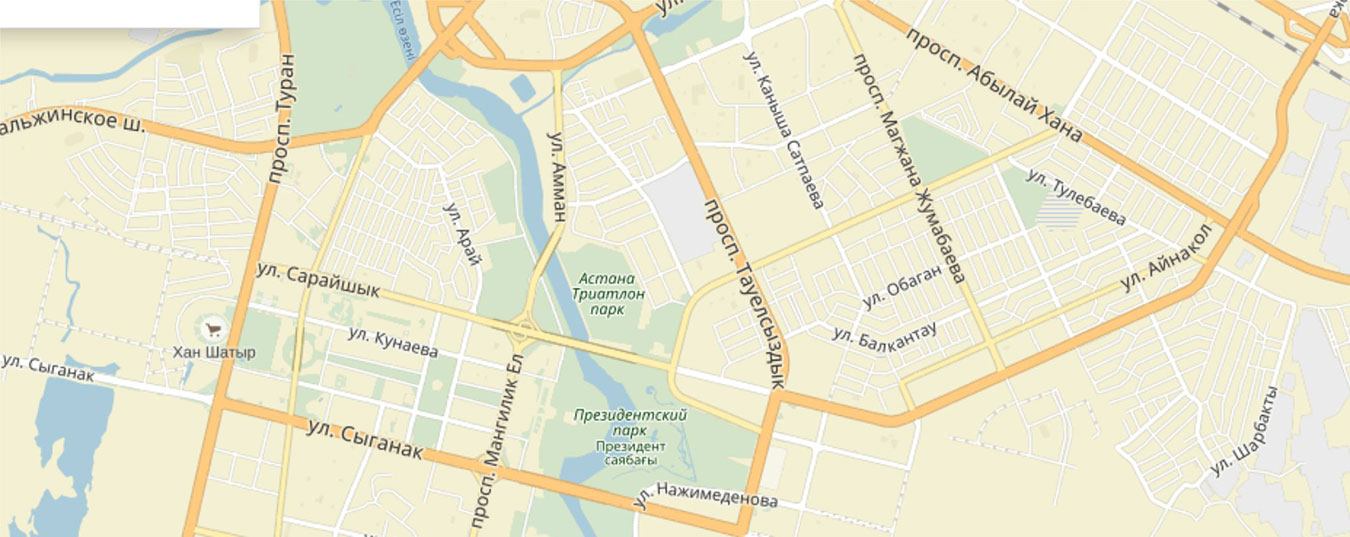 ул.
Есіл өзені
просп. Туран
альжинское ш.
ул. Амман
ул. Арай
ул. Каныша Сатпаева
просп. Магжана Жумабаева
просп. Абылай Хана
ул. Тулебаева
ул. Айнакол
просп. Тауелсыздык
ул. Обаган
ул. Балкантау
ул. Сарайшык
Астана
Триатлон
парк
Хан Шатыр
ул. Кунаева
ул. Сыганак
ул. Сыганак
просп. Мангилик Ел
Президентский
парк
Президент
саябағы
ул. Нажимеденова
ул. Шарбакты